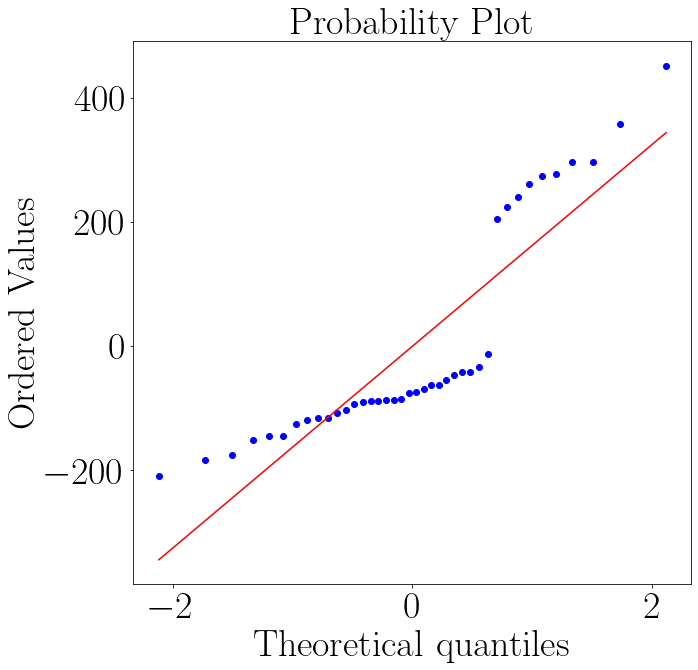 Probability Plot
400
200
0
−200
Ordered Values
−2 0 2
Theoretical quantiles